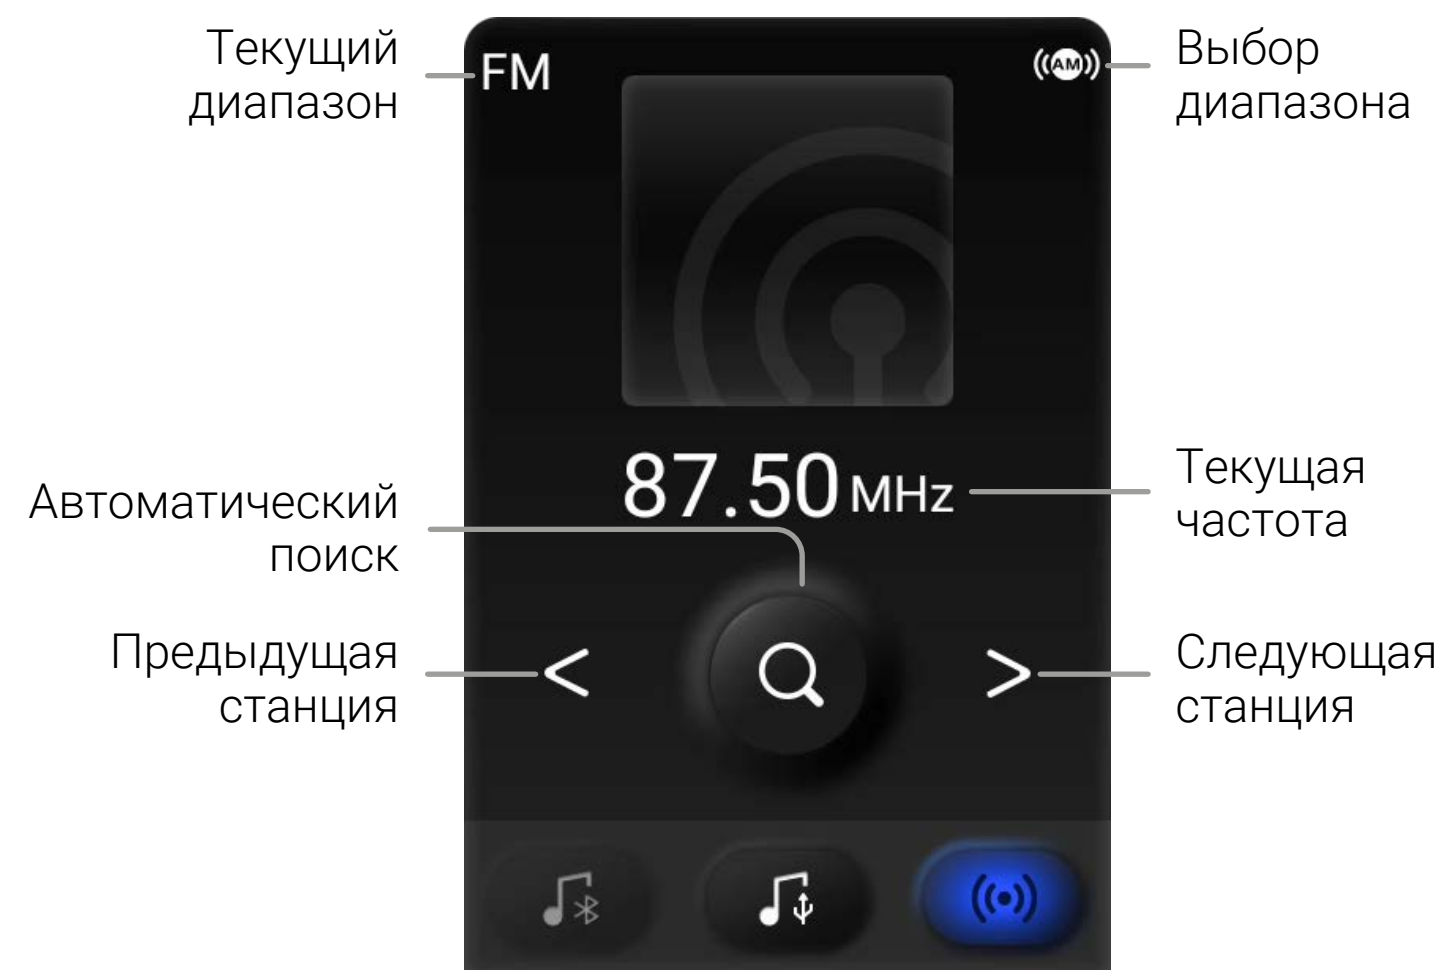 Текущий
диапазон
FM
((AM))
Выбор
диапазона
87.50 MHz
Текущая
частота
Автоматический
поиск
Предыдущая
станция
<
>
Следующая
станция